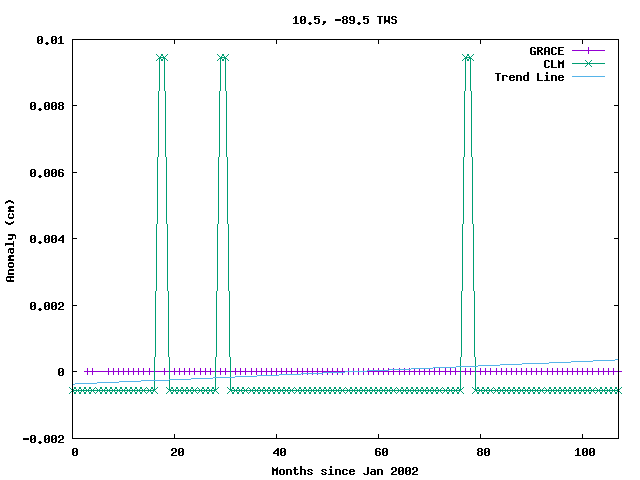 10.5, -89.5 TWS
GRACE
CLM
Trend Line
0.01
0.008
0.006
0.004
0.002
0
-0.002
Anomaly (cm)
0 20 40 60 80 100
Months since Jan 2002